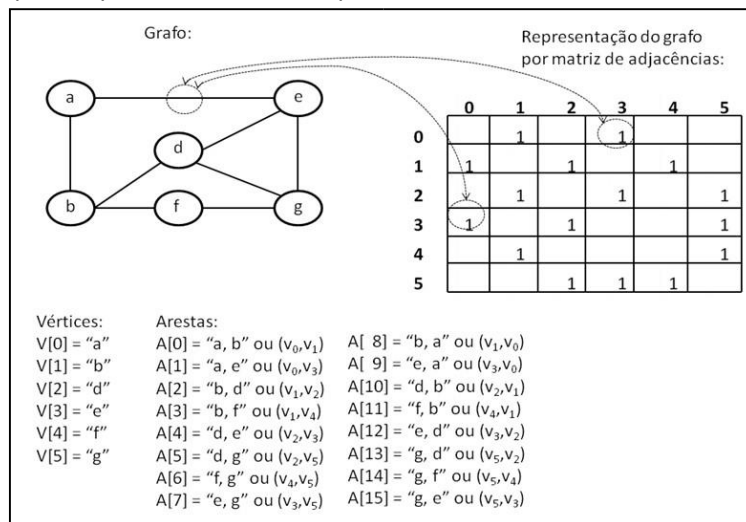 Grafo:
Representação do grafo
por matriz de adjacências:
a
e
d
b
f
g
0 1 2 3 4 5
0 1 1
1 1 1 1
2 1 1 1
3 1 1 1
4 1 1
5 1 1 1
Vértices:
V[0] = “a”
V[1] = “b”
V[2] = “d”
V[3] = “e”
V[4] = “f”
V[5] = “g”
Arestas:
A[0] = “a, b” ou (v₀,v₁)
A[1] = “a, e” ou (v₀,v₃)
A[2] = “b, d” ou (v₁,v₂)
A[3] = “b, f” ou (v₁,v₄)
A[4] = “d, e” ou (v₂,v₃)
A[5] = “d, g” ou (v₂,v₅)
A[6] = “f, g” ou (v₄,v₅)
A[7] = “e, g” ou (v₃,v₅)
A[ 8] = “b, a” ou (v₁,v₀)
A[ 9] = “e, a” ou (v₃,v₀)
A[10] = “d, b” ou (v₂,v₁)
A[11] = “f, b” ou (v₄,v₁)
A[12] = “e, d” ou (v₃,v₂)
A[13] = “g, d” ou (v₅,v₂)
A[14] = “g, f” ou (v₅,v₄)
A[15] = “g, e” ou (v₅,v₃)